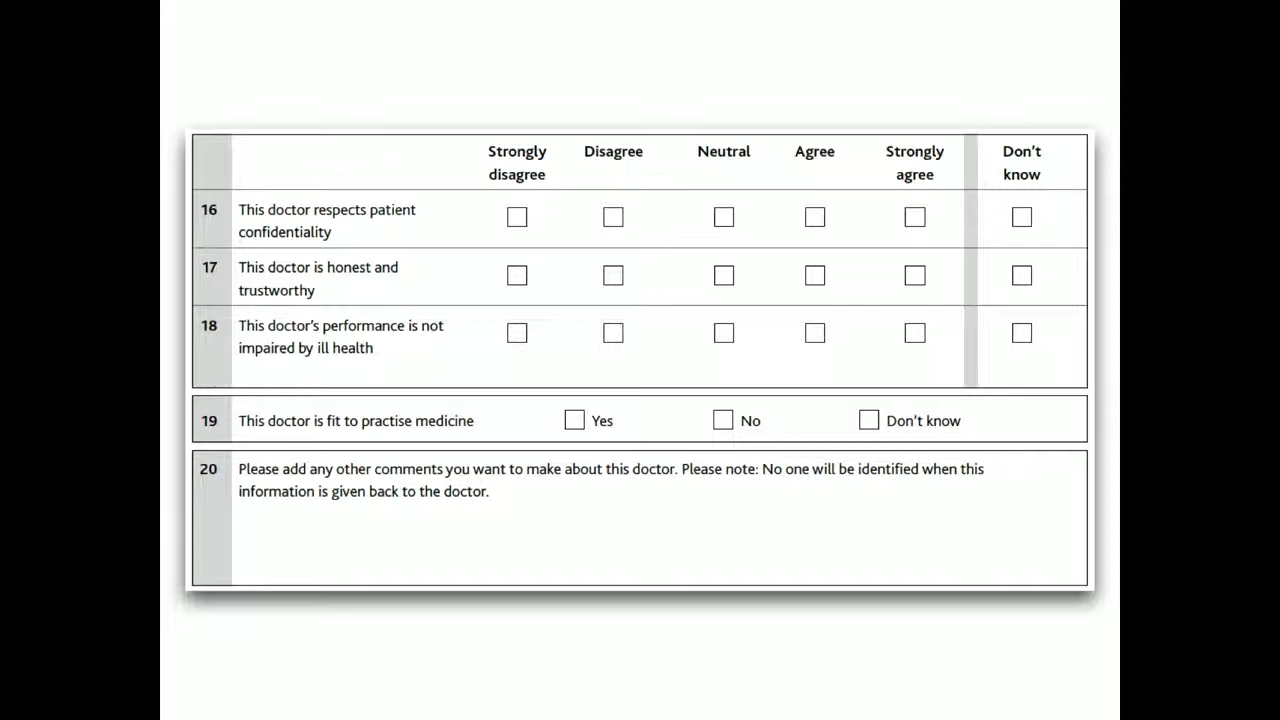 Strongly disagree Disagree Neutral Agree Strongly agree Don't know
16 This doctor respects patient
confidentiality
17 This doctor is honest and
trustworthy
18 This doctor's performance is not
impaired by ill health
19 This doctor is fit to practise medicine Yes No Don't know
20 Please add any other comments you want to make about this doctor. Please note: No one will be identified when this
information is given back to the doctor.